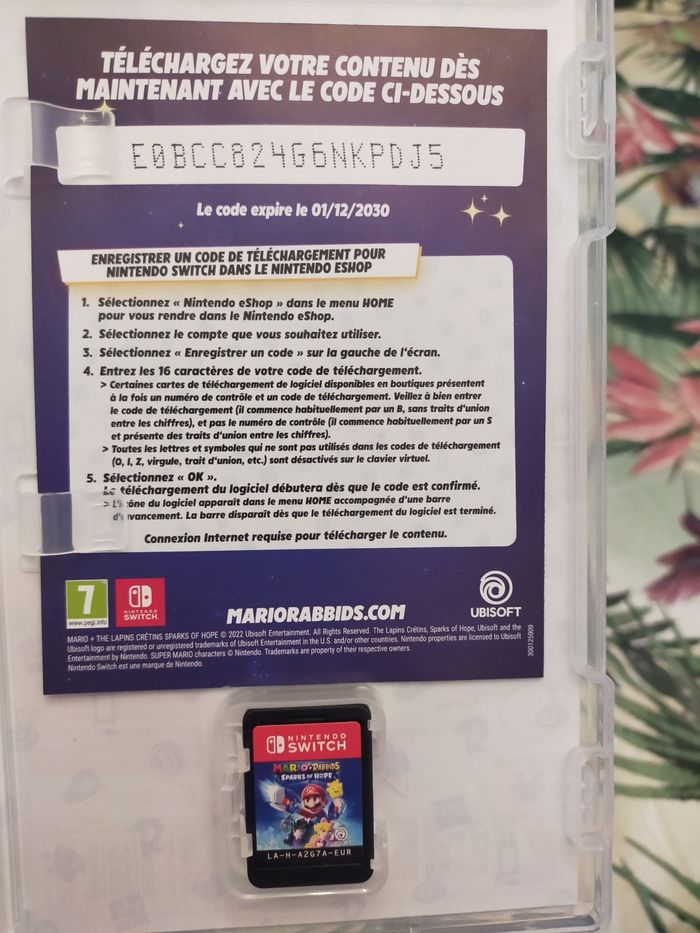 TÉLÉCHARGEZ VOTRE CONTENU DÈS
MAINTENANT AVEC LE CODE CI-DESSOUS
E0BCC824G6NKPDJ5
Le code expire le 01/12/2030
ENREGISTRER UN CODE DE TÉLÉCHARGEMENT POUR
NINTENDO SWITCH DANS LE NINTENDO ESHOP
1. Sélectionnez « Nintendo eShop » dans le menu HOME
pour vous rendre dans le Nintendo eShop.
2. Sélectionnez le compte que vous souhaitez utiliser.
3. Sélectionnez « Enregistrer un code » sur la gauche de l'écran.
4. Entrez les 16 caractères de votre code de téléchargement.
> Certaines cartes de téléchargement de logiciel disponibles en boutiques présentent
à la fois un numéro de contrôle et un code de téléchargement. Veillez à bien entrer
le code de téléchargement (il commence habituellement par un B, sans traits d'union
entre les chiffres), et pas le numéro de contrôle (il commence habituellement par un S
et présente des traits d'union entre les chiffres).
> Toutes les lettres et symboles qui ne sont pas utilisés dans les codes de téléchargement
(O, I, Z, virgule, trait d'union, etc.) sont désactivés sur le clavier virtuel.
5. Sélectionnez « OK ».
Le téléchargement du logiciel débutera dès que le code est confirmé.
> L'icône du logiciel apparaît dans le menu HOME accompagnée d'une barre
d'avancement. La barre disparaît dès que le téléchargement du logiciel est terminé.
Connexion Internet requise pour télécharger le contenu.
7
www.pegi.info
NINTENDO
SWITCH
MARIORABBIDS.COM
UBISOFT
MARIO + THE LAPINS CRÉTINS SPARKS OF HOPE © 2022 Ubisoft Entertainment. All Rights Reserved. The Lapins Crétins, Sparks of Hope, Ubisoft and the
Ubisoft logo are registered or unregistered trademarks of Ubisoft Entertainment in the U.S. and/or other countries. Nintendo properties are licensed to Ubisoft
Entertainment by Nintendo. SUPER MARIO characters © Nintendo. Trademarks are property of their respective owners.
Nintendo Switch est une marque de Nintendo.
300125909
NINTENDO
SWITCH
MARIO + RABBIDS
SPARKS OF HOPE
UBISOFT
LA-H-A2G7A-EUR